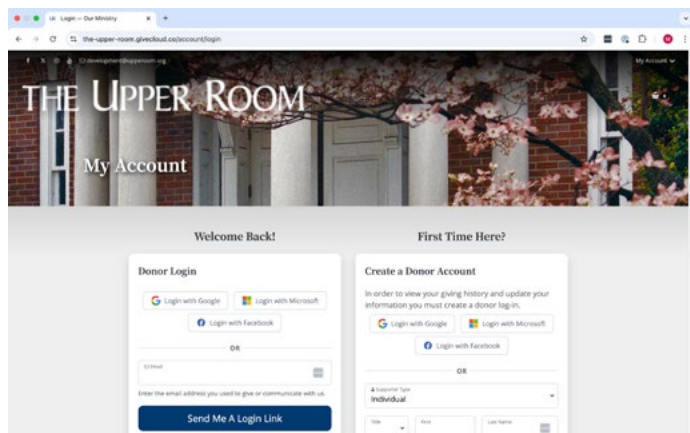 Login — Our Ministry
the-upper-room.givecloud.co/account/login
development@upperroom.org
My Account
THE UPPER ROOM
My Account
Welcome Back!
Donor Login
Login with Google
Login with Microsoft
Login with Facebook
OR
Email
Enter the email address you used to give or communicate with us.
Send Me A Login Link
First Time Here?
Create a Donor Account
In order to view your giving history and update your
information you must create a donor log-in.
Login with Google
Login with Microsoft
Login with Facebook
OR
Supporter Type
Individual
Title
First
Last Name